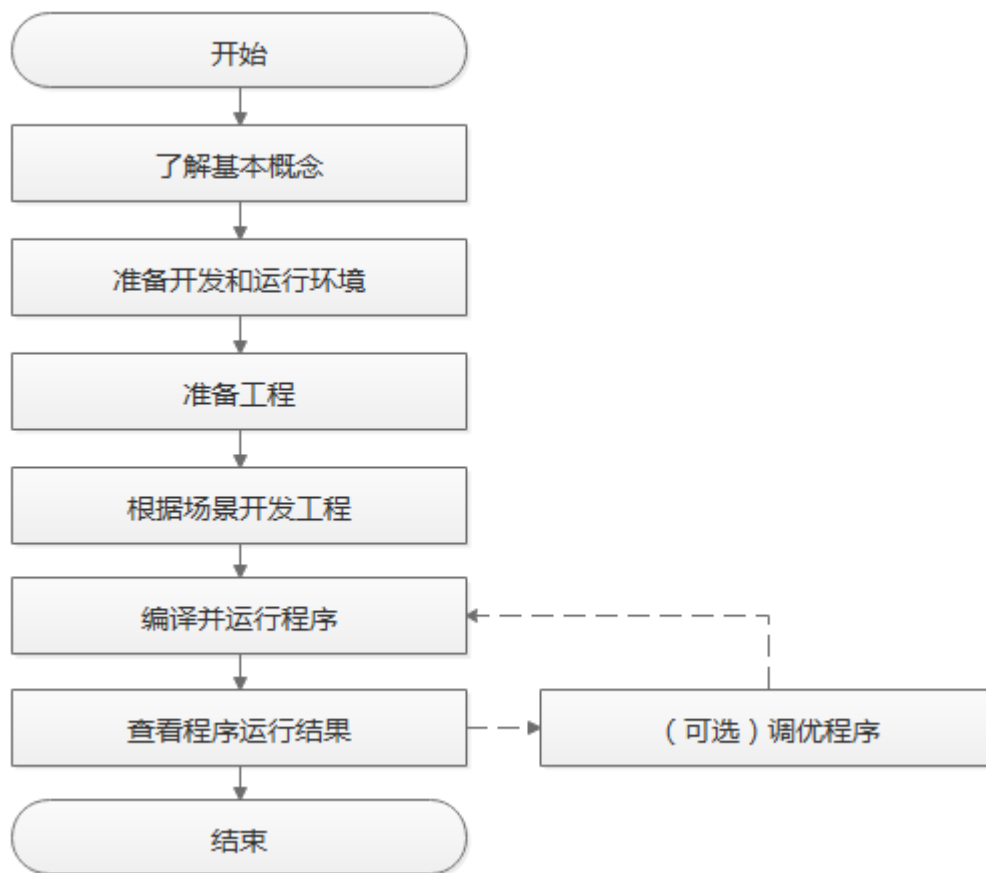 开始
了解基本概念
准备开发和运行环境
准备工程
根据场景开发工程
编译并运行程序
查看程序运行结果
（可选）调优程序
结束